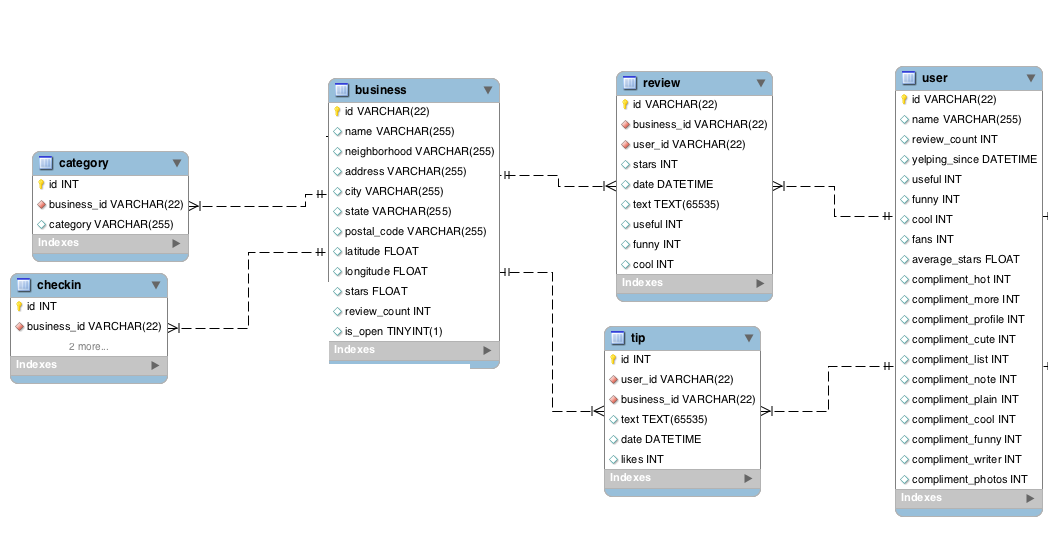 category
id INT
business_id VARCHAR(22)
category VARCHAR(255)
Indexes
checkin
id INT
business_id VARCHAR(22)
2 more...
Indexes
business
id VARCHAR(22)
name VARCHAR(255)
neighborhood VARCHAR(255)
address VARCHAR(255)
city VARCHAR(255)
state VARCHAR(255)
postal_code VARCHAR(255)
latitude FLOAT
longitude FLOAT
stars FLOAT
review_count INT
is_open TINYINT(1)
Indexes
review
id VARCHAR(22)
business_id VARCHAR(22)
user_id VARCHAR(22)
stars INT
date DATETIME
text TEXT(65535)
useful INT
funny INT
cool INT
Indexes
tip
id INT
user_id VARCHAR(22)
business_id VARCHAR(22)
text TEXT(65535)
date DATETIME
likes INT
Indexes
user
id VARCHAR(22)
name VARCHAR(255)
review_count INT
yelping_since DATETIME
useful INT
funny INT
cool INT
fans INT
average_stars FLOAT
compliment_hot INT
compliment_more INT
compliment_profile INT
compliment_cute INT
compliment_list INT
compliment_note INT
compliment_plain INT
compliment_cool INT
compliment_funny INT
compliment_writer INT
compliment_photos INT
Indexes